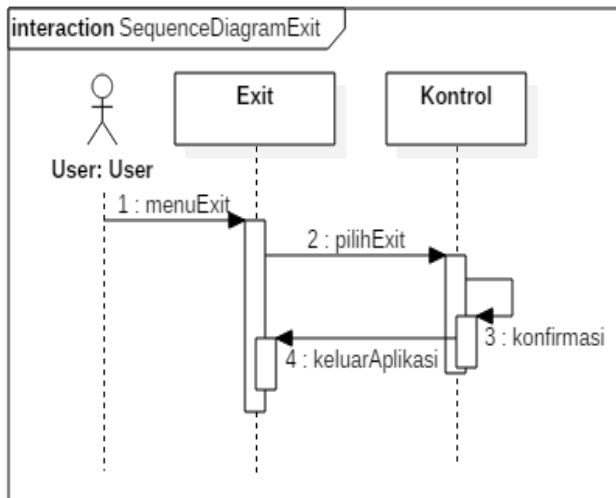 interaction SequenceDiagramExit
Exit
Kontrol
User: User
1 : menuExit
2 : pilihExit
3 : konfirmasi
4 : keluarAplikasi